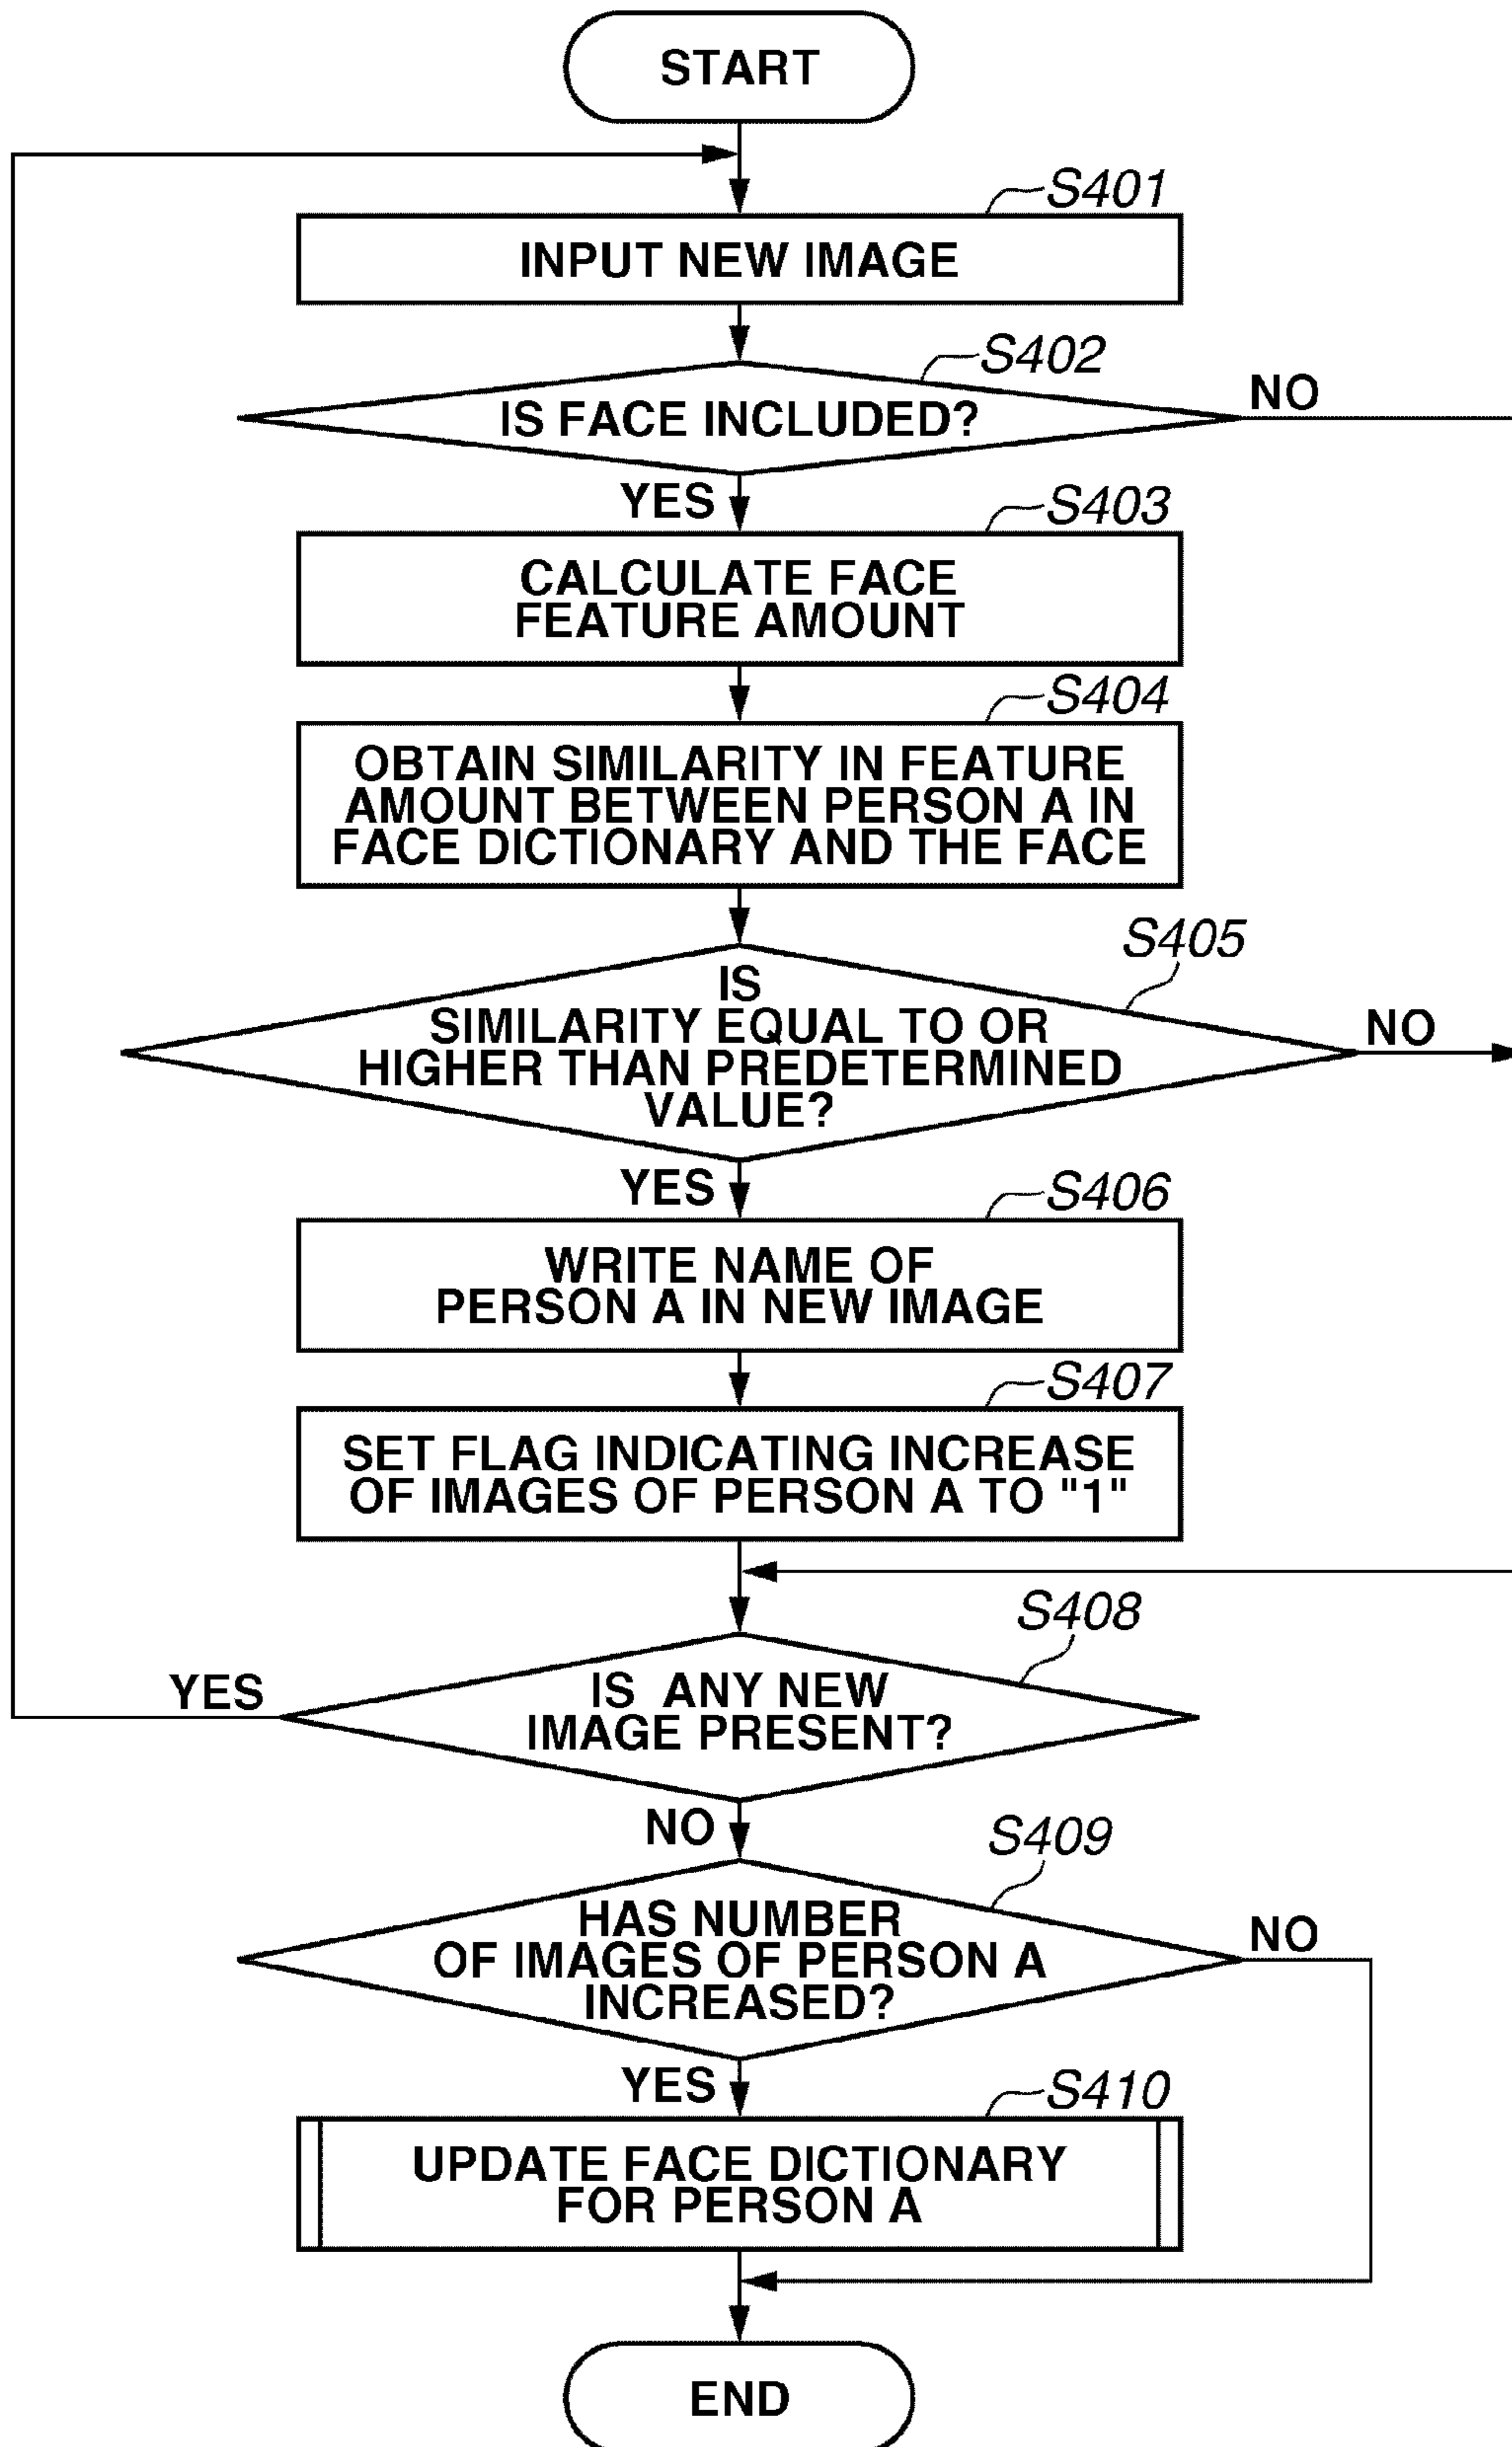 START
S401
INPUT NEW IMAGE
S402
IS FACE INCLUDED?
NO
YES
S403
CALCULATE FACE
FEATURE AMOUNT
S404
OBTAIN SIMILARITY IN FEATURE
AMOUNT BETWEEN PERSON A IN
FACE DICTIONARY AND THE FACE
S405
IS
SIMILARITY EQUAL TO OR
HIGHER THAN PREDETERMINED
VALUE?
NO
YES
S406
WRITE NAME OF
PERSON A IN NEW IMAGE
S407
SET FLAG INDICATING INCREASE
OF IMAGES OF PERSON A TO "1"
S408
IS ANY NEW
IMAGE PRESENT?
YES
NO
S409
HAS NUMBER
OF IMAGES OF PERSON A
INCREASED?
NO
YES
S410
UPDATE FACE DICTIONARY
FOR PERSON A
END